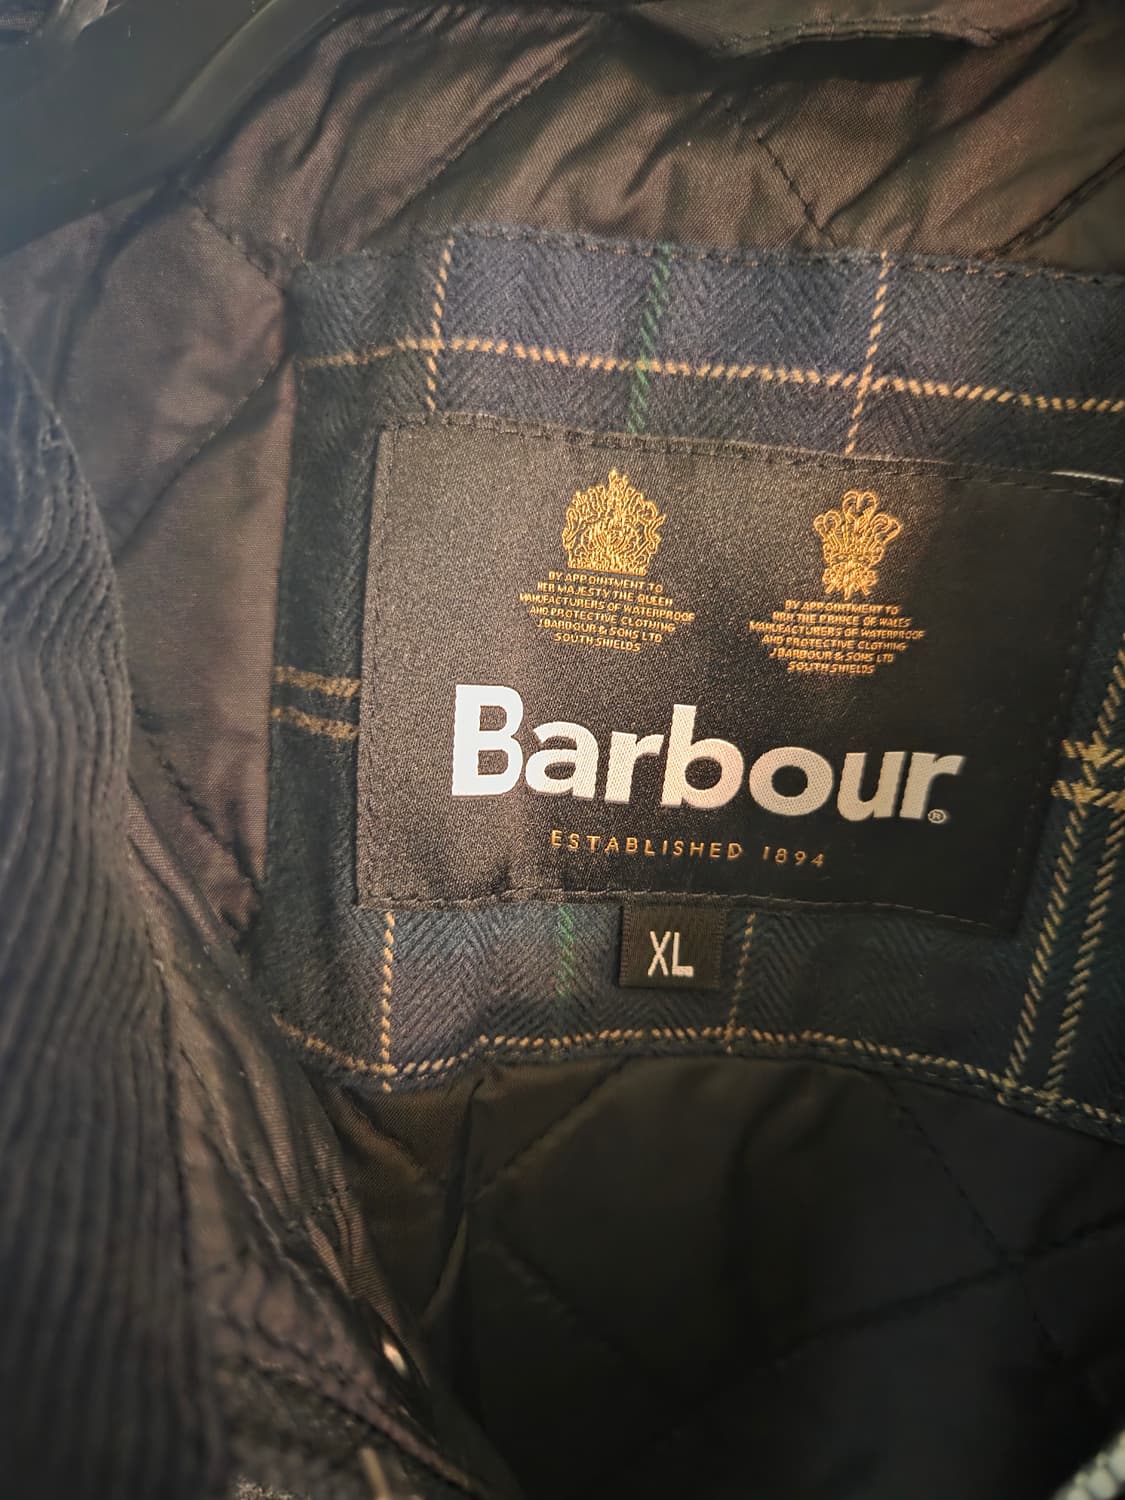 BY APPOINTMENT TO
HER MAJESTY THE QUEEN
MANUFACTURERS OF WATERPROOF
AND PROTECTIVE CLOTHING
J.BARBOUR & SONS LTD
SOUTH SHIELDS
BY APPOINTMENT TO
HRH THE PRINCE OF WALES
MANUFACTURERS OF WATERPROOF
AND PROTECTIVE CLOTHING
J.BARBOUR & SONS LTD
SOUTH SHIELDS
Barbour®
ESTABLISHED 1894
XL